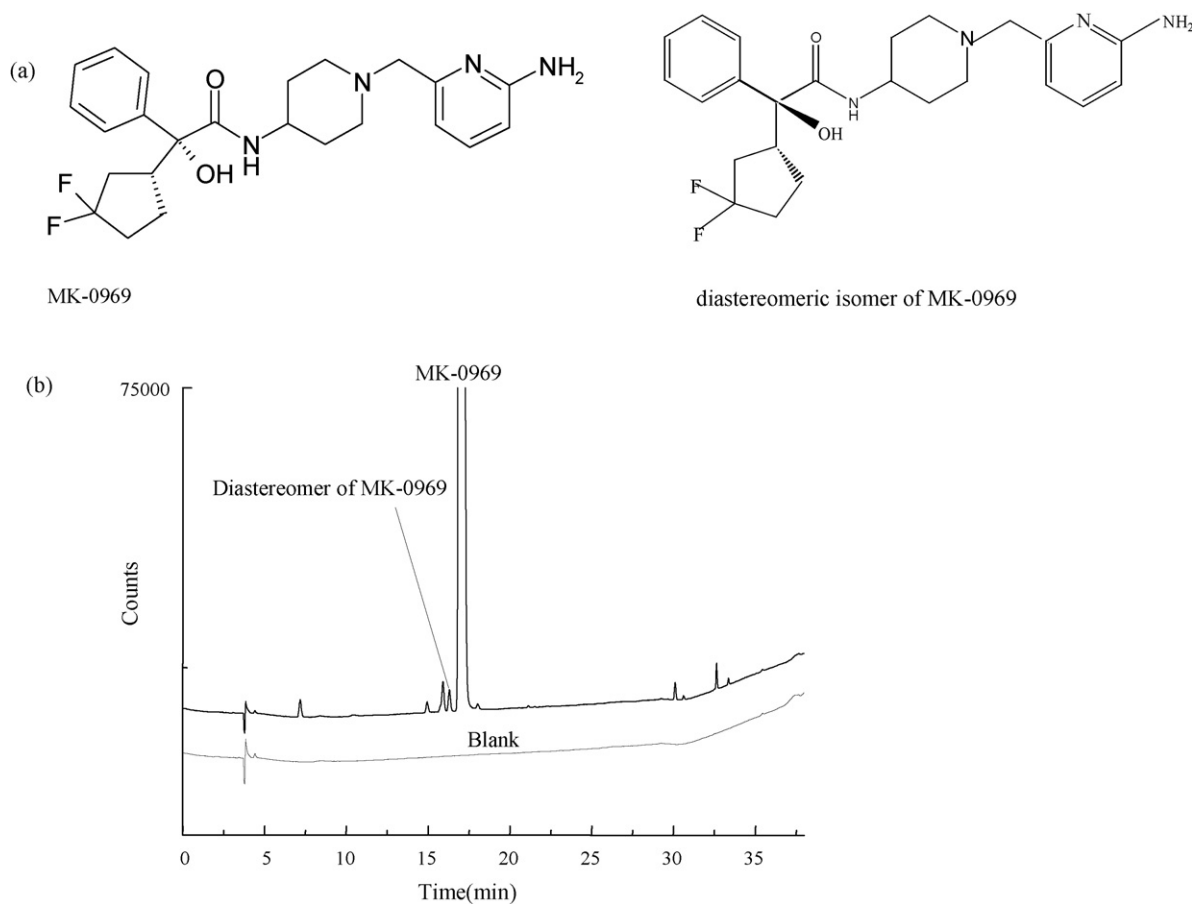 (a)
O
N
H
OH
F
F
N
N
NH2
MK-0969
O
N
H
OH
F
F
N
N
NH2
diastereomeric isomer of MK-0969
(b)
75000
MK-0969
Diastereomer of MK-0969
Counts
Blank
0 5 10 15 20 25 30 35
Time(min)